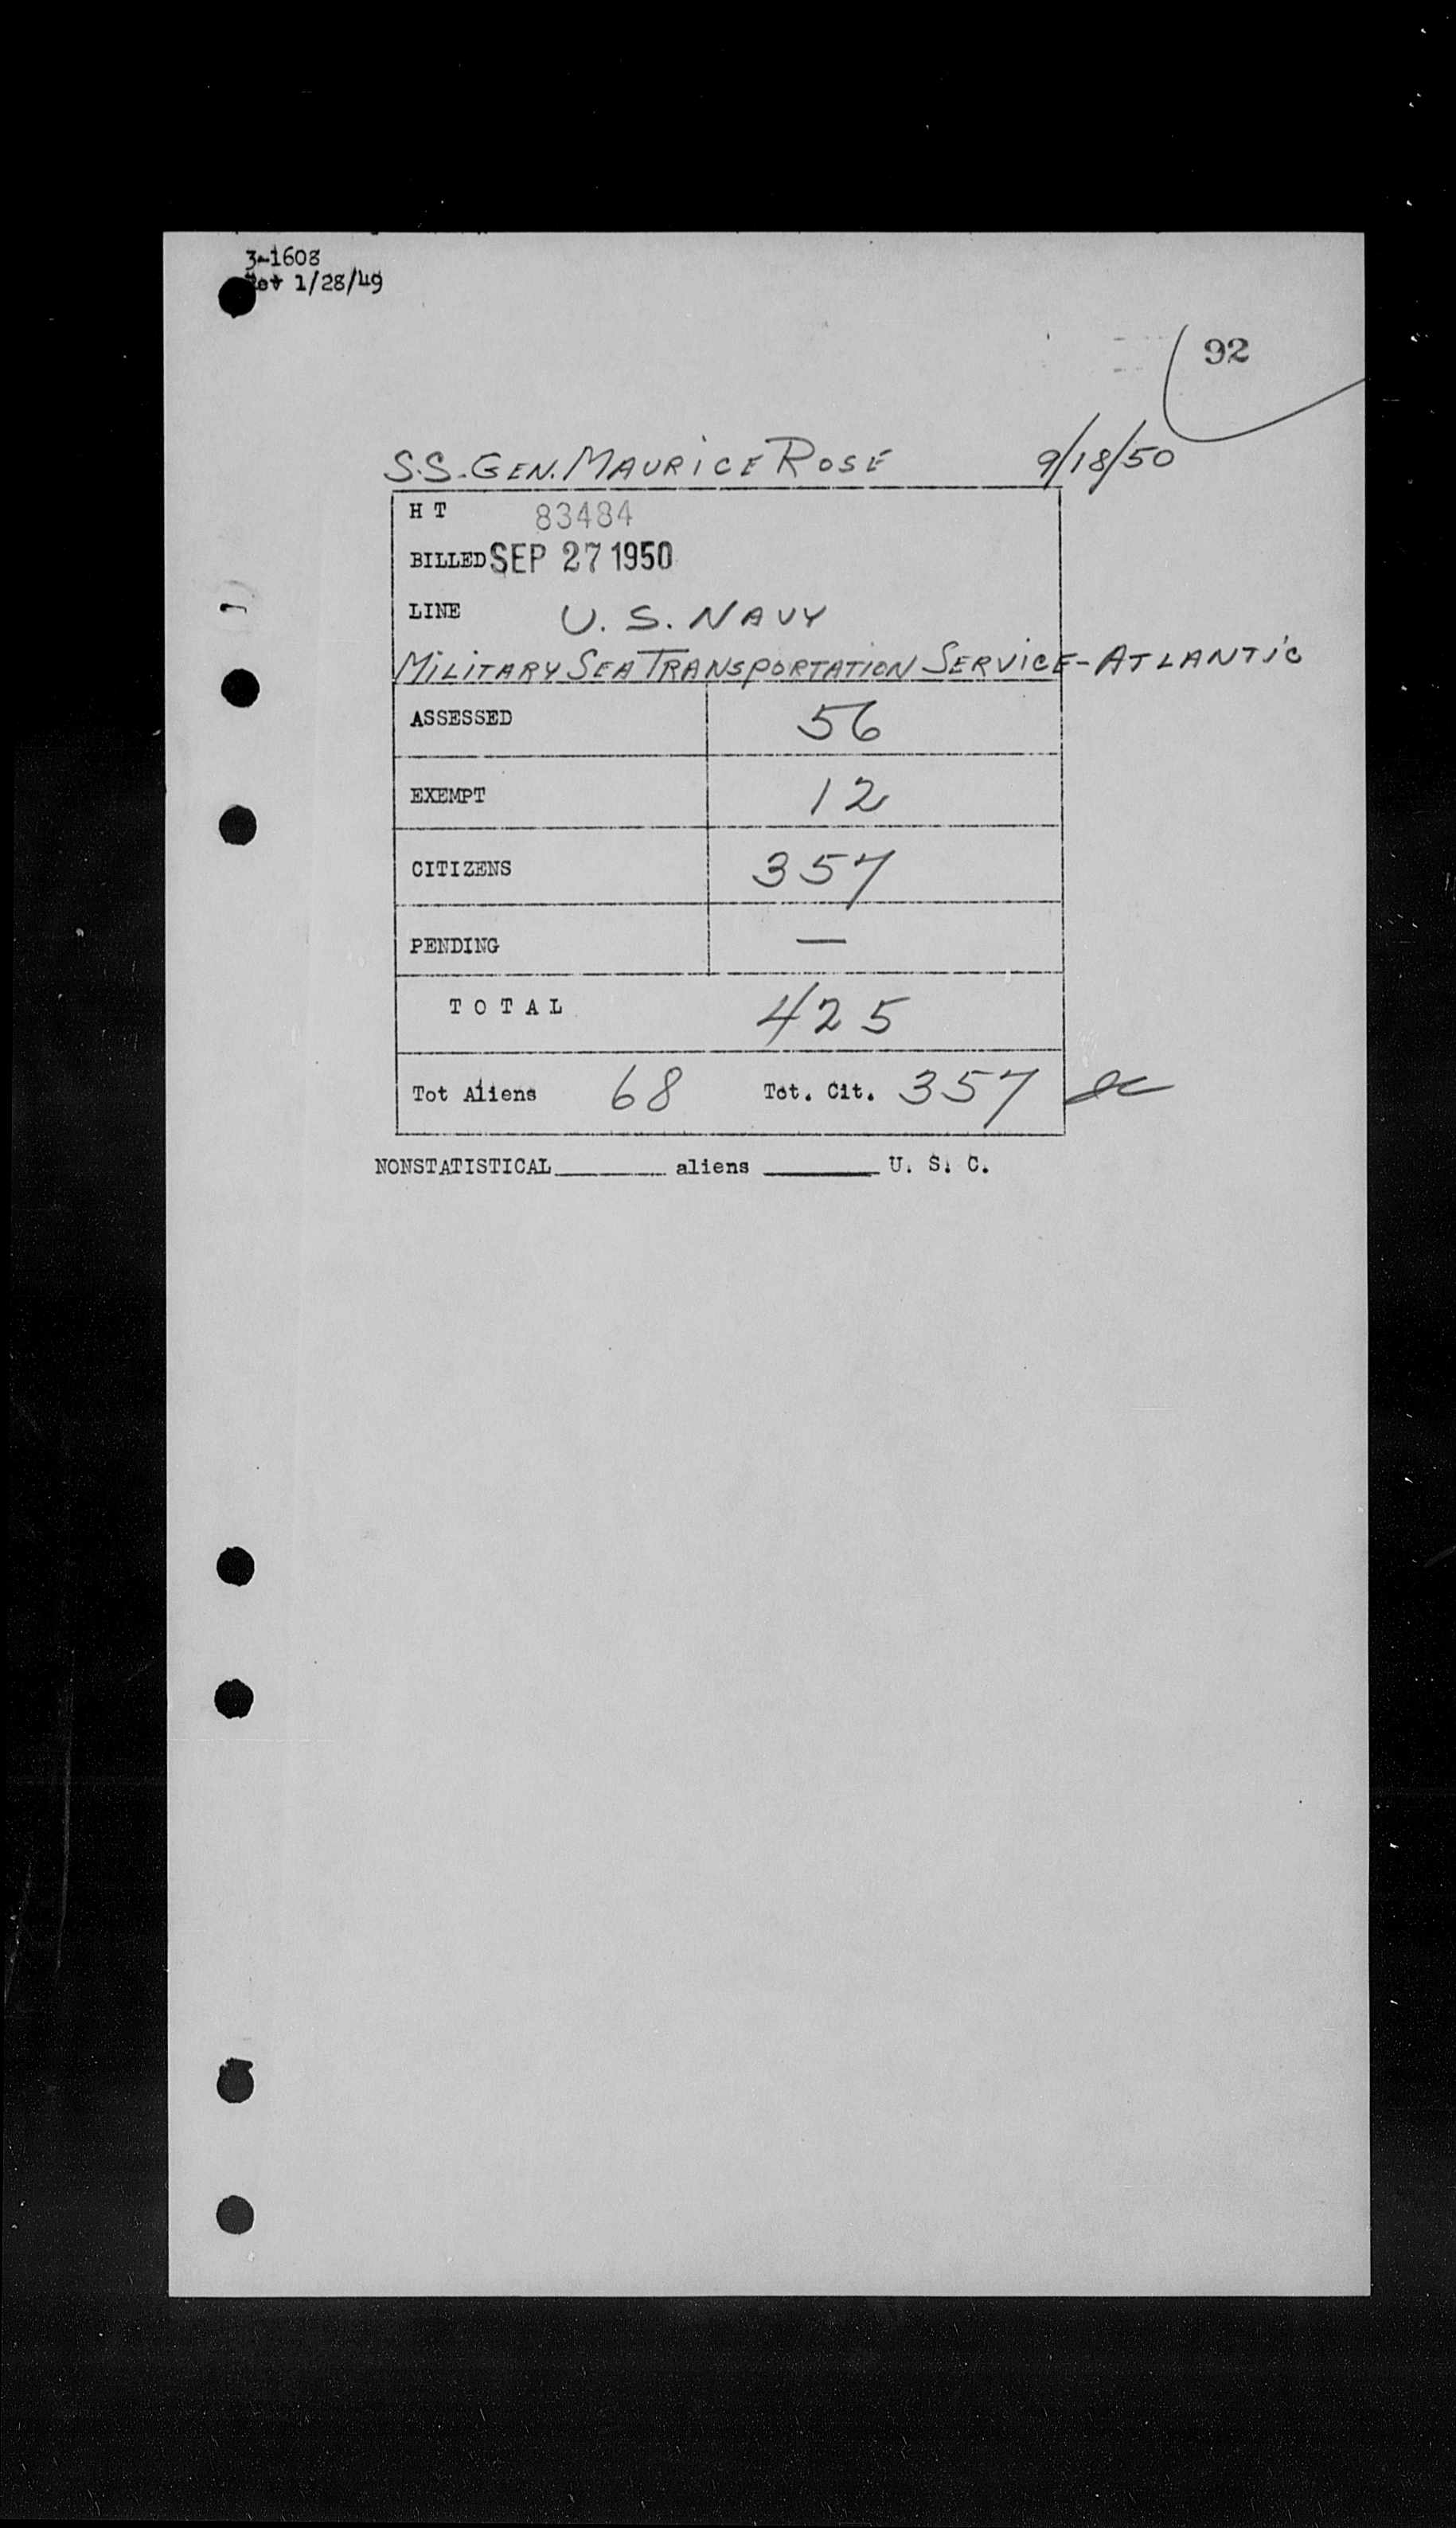 3-1608
Rev 1/28/49
92
S.S. GEN. MAURICE ROSE 9/18/50
H T 83484
BILLED SEP 27 1950
LINE U. S. NAVY
MILITARY SEA TRANSPORTATION SERVICE - ATLANTIC
ASSESSED 56
EXEMPT 12
CITIZENS 357
PENDING —
T O T A L 425
Tot Aliens 68 Tot. Cit. 357
NONSTATISTICAL________ aliens ________ U. S. C.